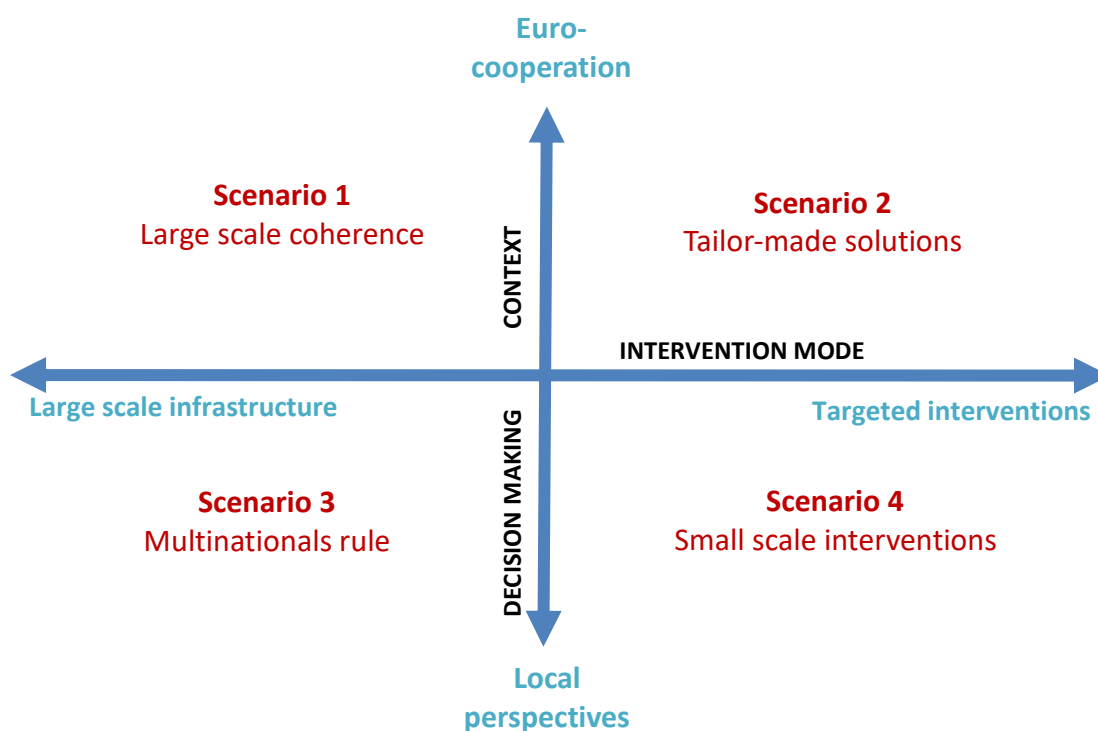 Euro-
cooperation
Scenario 1
Large scale coherence
Scenario 2
Tailor-made solutions
CONTEXT
INTERVENTION MODE
Large scale infrastructure
Targeted interventions
DECISION MAKING
Scenario 3
Multinationals rule
Scenario 4
Small scale interventions
Local
perspectives